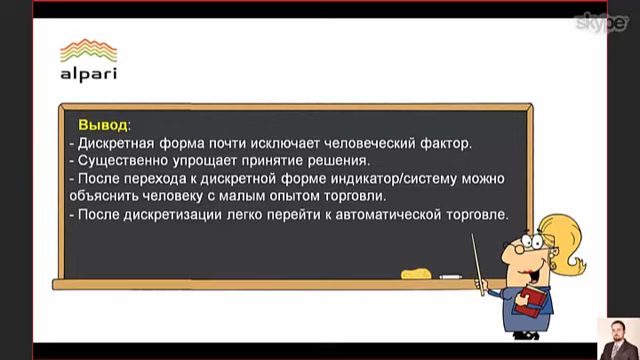 skype
alpari
Вывод:
- Дискретная форма почти исключает человеческий фактор.
- Существенно упрощает принятие решения.
- После перехода к дискретной форме индикатор/систему можно
объяснить человеку с малым опытом торговли.
- После дискретизации легко перейти к автоматической торговле.